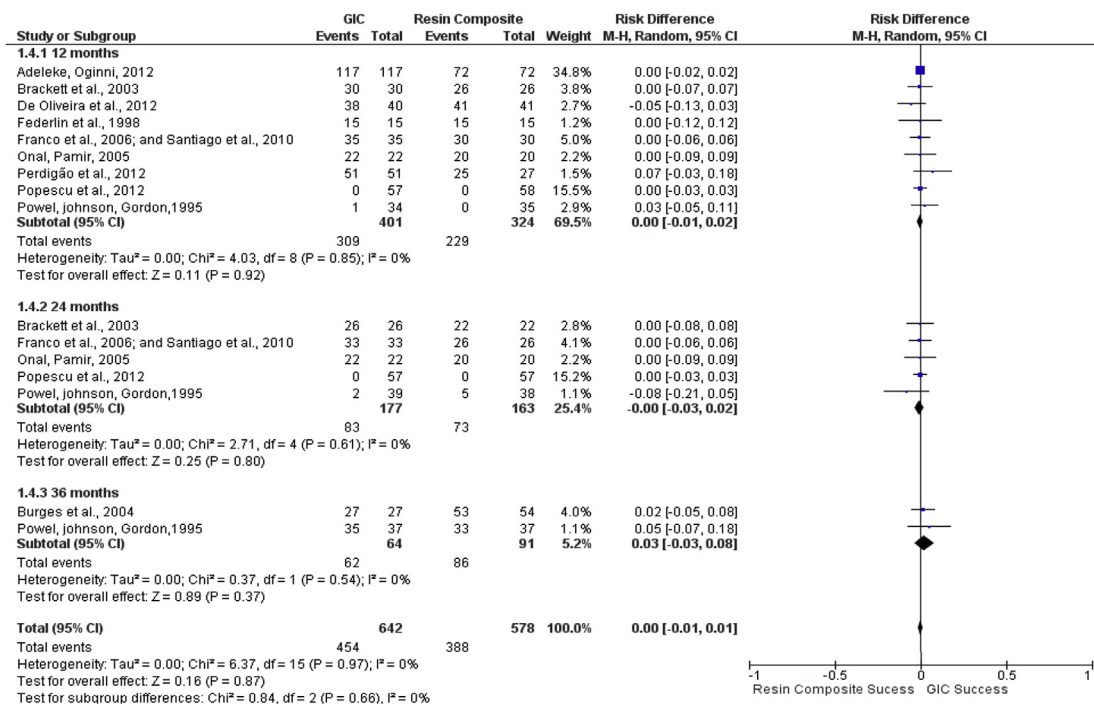 GIC Resin Composite Risk Difference Risk Difference
Study or Subgroup Events Total Events Total Weight M-H, Random, 95% CI M-H, Random, 95% CI
1.4.1 12 months
Adeleke, Oginni, 2012 117 117 72 72 34.8% 0.00 [-0.02, 0.02]
Brackett et al., 2003 30 30 26 26 3.8% 0.00 [-0.07, 0.07]
De Oliveira et al., 2012 38 40 41 41 2.7% -0.05 [-0.13, 0.03]
Federlin et al., 1998 15 15 15 15 1.2% 0.00 [-0.12, 0.12]
Franco et al., 2006; and Santiago et al., 2010 35 35 30 30 5.0% 0.00 [-0.06, 0.06]
Onal, Pamir, 2005 22 22 20 20 2.2% 0.00 [-0.09, 0.09]
Perdigão et al., 2012 51 51 25 27 1.7% 0.07 [-0.03, 0.18]
Popescu et al., 2012 0 57 0 58 15.5% 0.00 [-0.03, 0.03]
Powel, johnson, Gordon,1995 1 34 0 35 2.9% 0.03 [-0.05, 0.11]
Subtotal (95% CI) 401 324 69.5% 0.00 [-0.01, 0.02]
Total events 309 229
Heterogeneity: Tau² = 0.00; Chi² = 4.03, df = 8 (P = 0.85); I² = 0%
Test for overall effect: Z = 0.11 (P = 0.92)
1.4.2 24 months
Brackett et al., 2003 26 26 22 22 2.8% 0.00 [-0.08, 0.08]
Franco et al., 2006; and Santiago et al., 2010 33 33 26 26 4.1% 0.00 [-0.06, 0.06]
Onal, Pamir, 2005 22 22 20 20 2.2% 0.00 [-0.09, 0.09]
Popescu et al., 2012 0 57 0 57 15.2% 0.00 [-0.03, 0.03]
Powel, johnson, Gordon,1995 2 39 5 38 1.1% -0.08 [-0.21, 0.05]
Subtotal (95% CI) 177 163 25.4% -0.00 [-0.03, 0.02]
Total events 83 73
Heterogeneity: Tau² = 0.00; Chi² = 2.71, df = 4 (P = 0.61); I² = 0%
Test for overall effect: Z = 0.25 (P = 0.80)
1.4.3 36 months
Burges et al., 2004 27 27 53 54 4.0% 0.02 [-0.05, 0.08]
Powel, johnson, Gordon,1995 35 37 33 37 1.1% 0.05 [-0.07, 0.18]
Subtotal (95% CI) 64 91 5.2% 0.03 [-0.03, 0.08]
Total events 62 86
Heterogeneity: Tau² = 0.00; Chi² = 0.37, df = 1 (P = 0.54); I² = 0%
Test for overall effect: Z = 0.89 (P = 0.37)
Total (95% CI) 642 578 100.0% 0.00 [-0.01, 0.01]
Total events 454 388
Heterogeneity: Tau² = 0.00; Chi² = 6.37, df = 15 (P = 0.97); I² = 0%
Test for overall effect: Z = 0.16 (P = 0.87)
Test for subgroup differences: Chi² = 0.84, df = 2 (P = 0.66), I² = 0%
-1 -0.5 0 0.5 1
Resin Composite Sucess GIC Success